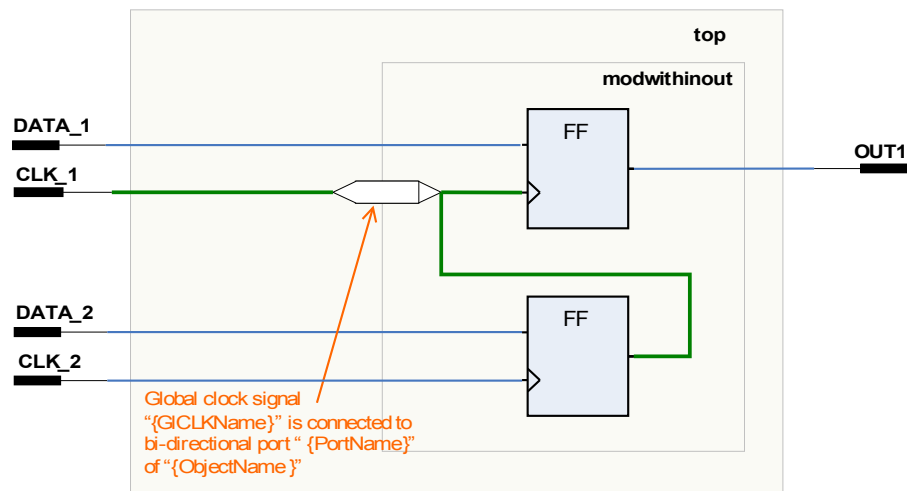 top
modwithinout
DATA_1
FF
OUT1
CLK_1
DATA_2
FF
CLK_2
Global clock signal
“{GlCLKName}” is connected to
bi-directional port “ {PortName}”
of “{ObjectName }”